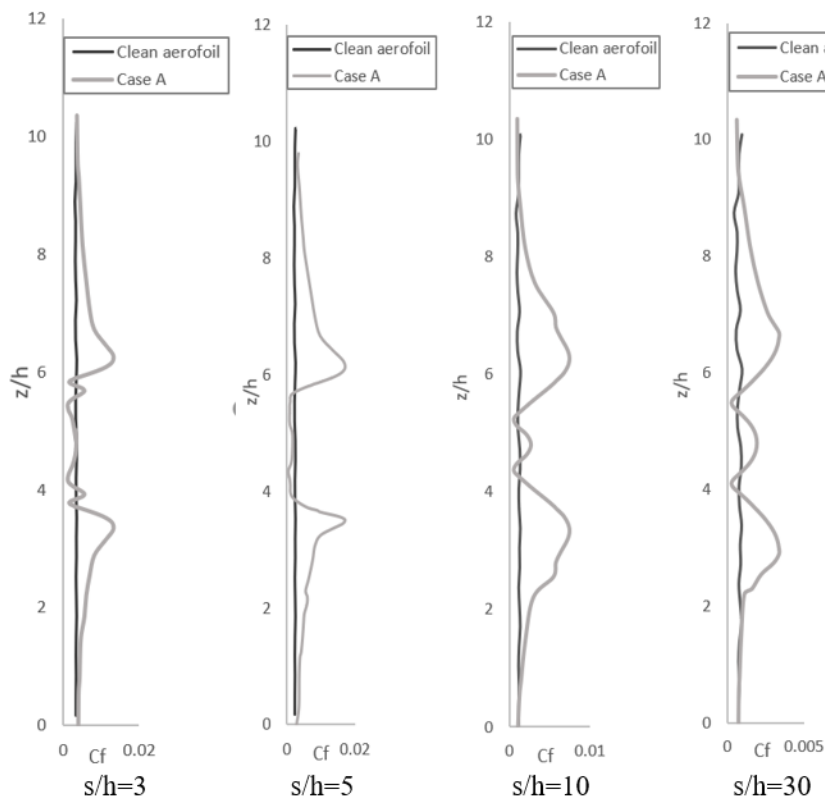 12
10
8
6
4
2
0
z/h
Clean aerofoil
Case A
0 Cf 0.02
s/h=3
12
10
8
6
4
2
0
z/h
Clean aerofoil
Case A
0 Cf 0.02
s/h=5
12
10
8
6
4
2
0
z/h
Clean aerofoil
Case A
0 Cf 0.01
s/h=10
12
10
8
6
4
2
0
z/h
Clean a
Case A
0 Cf 0.005
s/h=30